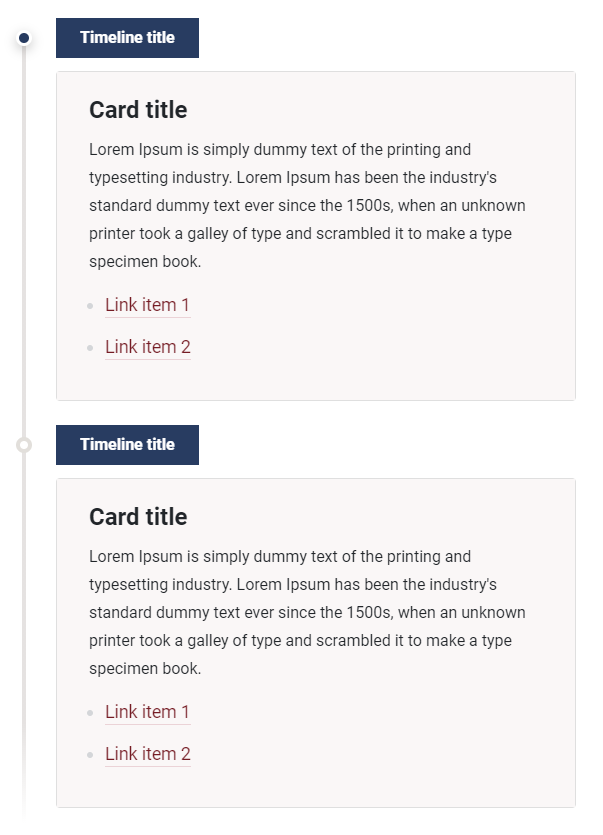 Timeline title
Card title
Lorem Ipsum is simply dummy text of the printing and
typesetting industry. Lorem Ipsum has been the industry's
standard dummy text ever since the 1500s, when an unknown
printer took a galley of type and scrambled it to make a type
specimen book.
Link item 1
Link item 2
Timeline title
Card title
Lorem Ipsum is simply dummy text of the printing and
typesetting industry. Lorem Ipsum has been the industry's
standard dummy text ever since the 1500s, when an unknown
printer took a galley of type and scrambled it to make a type
specimen book.
Link item 1
Link item 2